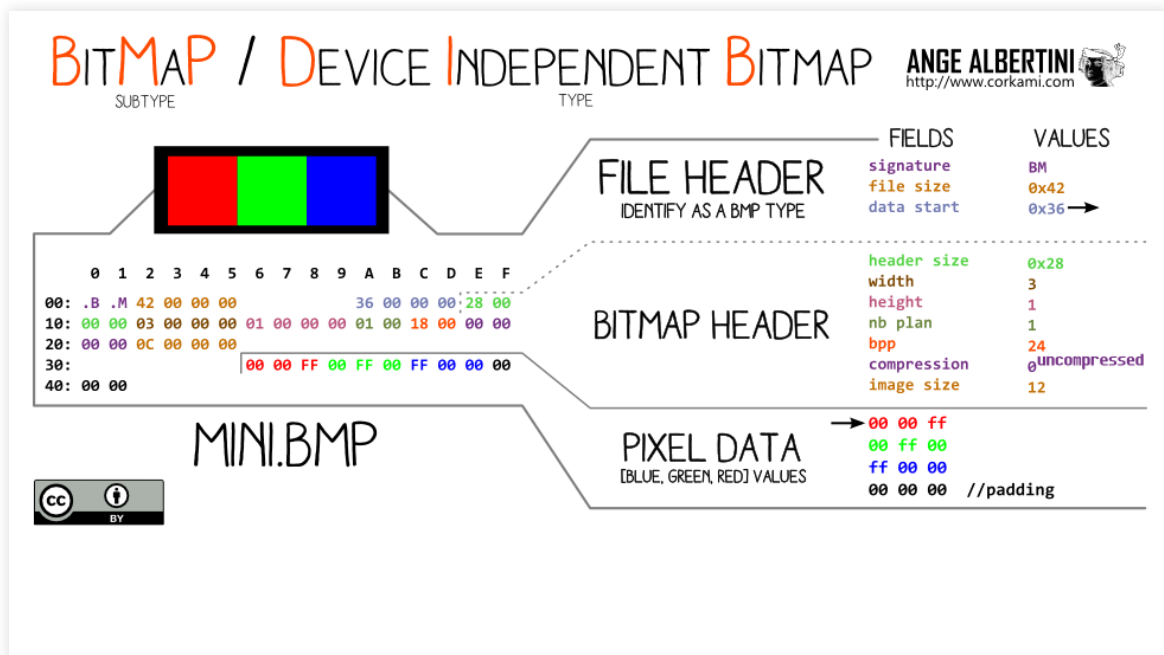 BITMAP / DEVICE INDEPENDENT BITMAP
SUBTYPE
TYPE
ANGE ALBERTINI
http://www.corkami.com
0 1 2 3 4 5 6 7 8 9 A B C D E F
00: .B .M 42 00 00 00 36 00 00 00 28 00
10: 00 00 03 00 00 00 01 00 00 00 01 00 18 00 00 00
20: 00 00 0C 00 00 00
30: 00 00 FF 00 FF 00 FF 00 00 00
40: 00 00
MINI.BMP
cc
BY
FIELDS VALUES
FILE HEADER
IDENTIFY AS A BMP TYPE
signature BM
file size 0x42
data start 0x36
BITMAP HEADER
header size 0x28
width 3
height 1
nb plan 1
bpp 24
compression 0uncompressed
image size 12
PIXEL DATA
[BLUE, GREEN, RED] VALUES
00 00 ff
00 ff 00
ff 00 00
00 00 00 //padding